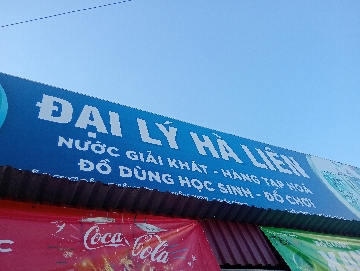 ĐẠI LÝ HÀ LIÊN
NƯỚC GIẢI KHÁT - HÀNG TẠP HOÁ
ĐỒ DÙNG HỌC SINH - ĐỒ CHƠI
Coca Cola